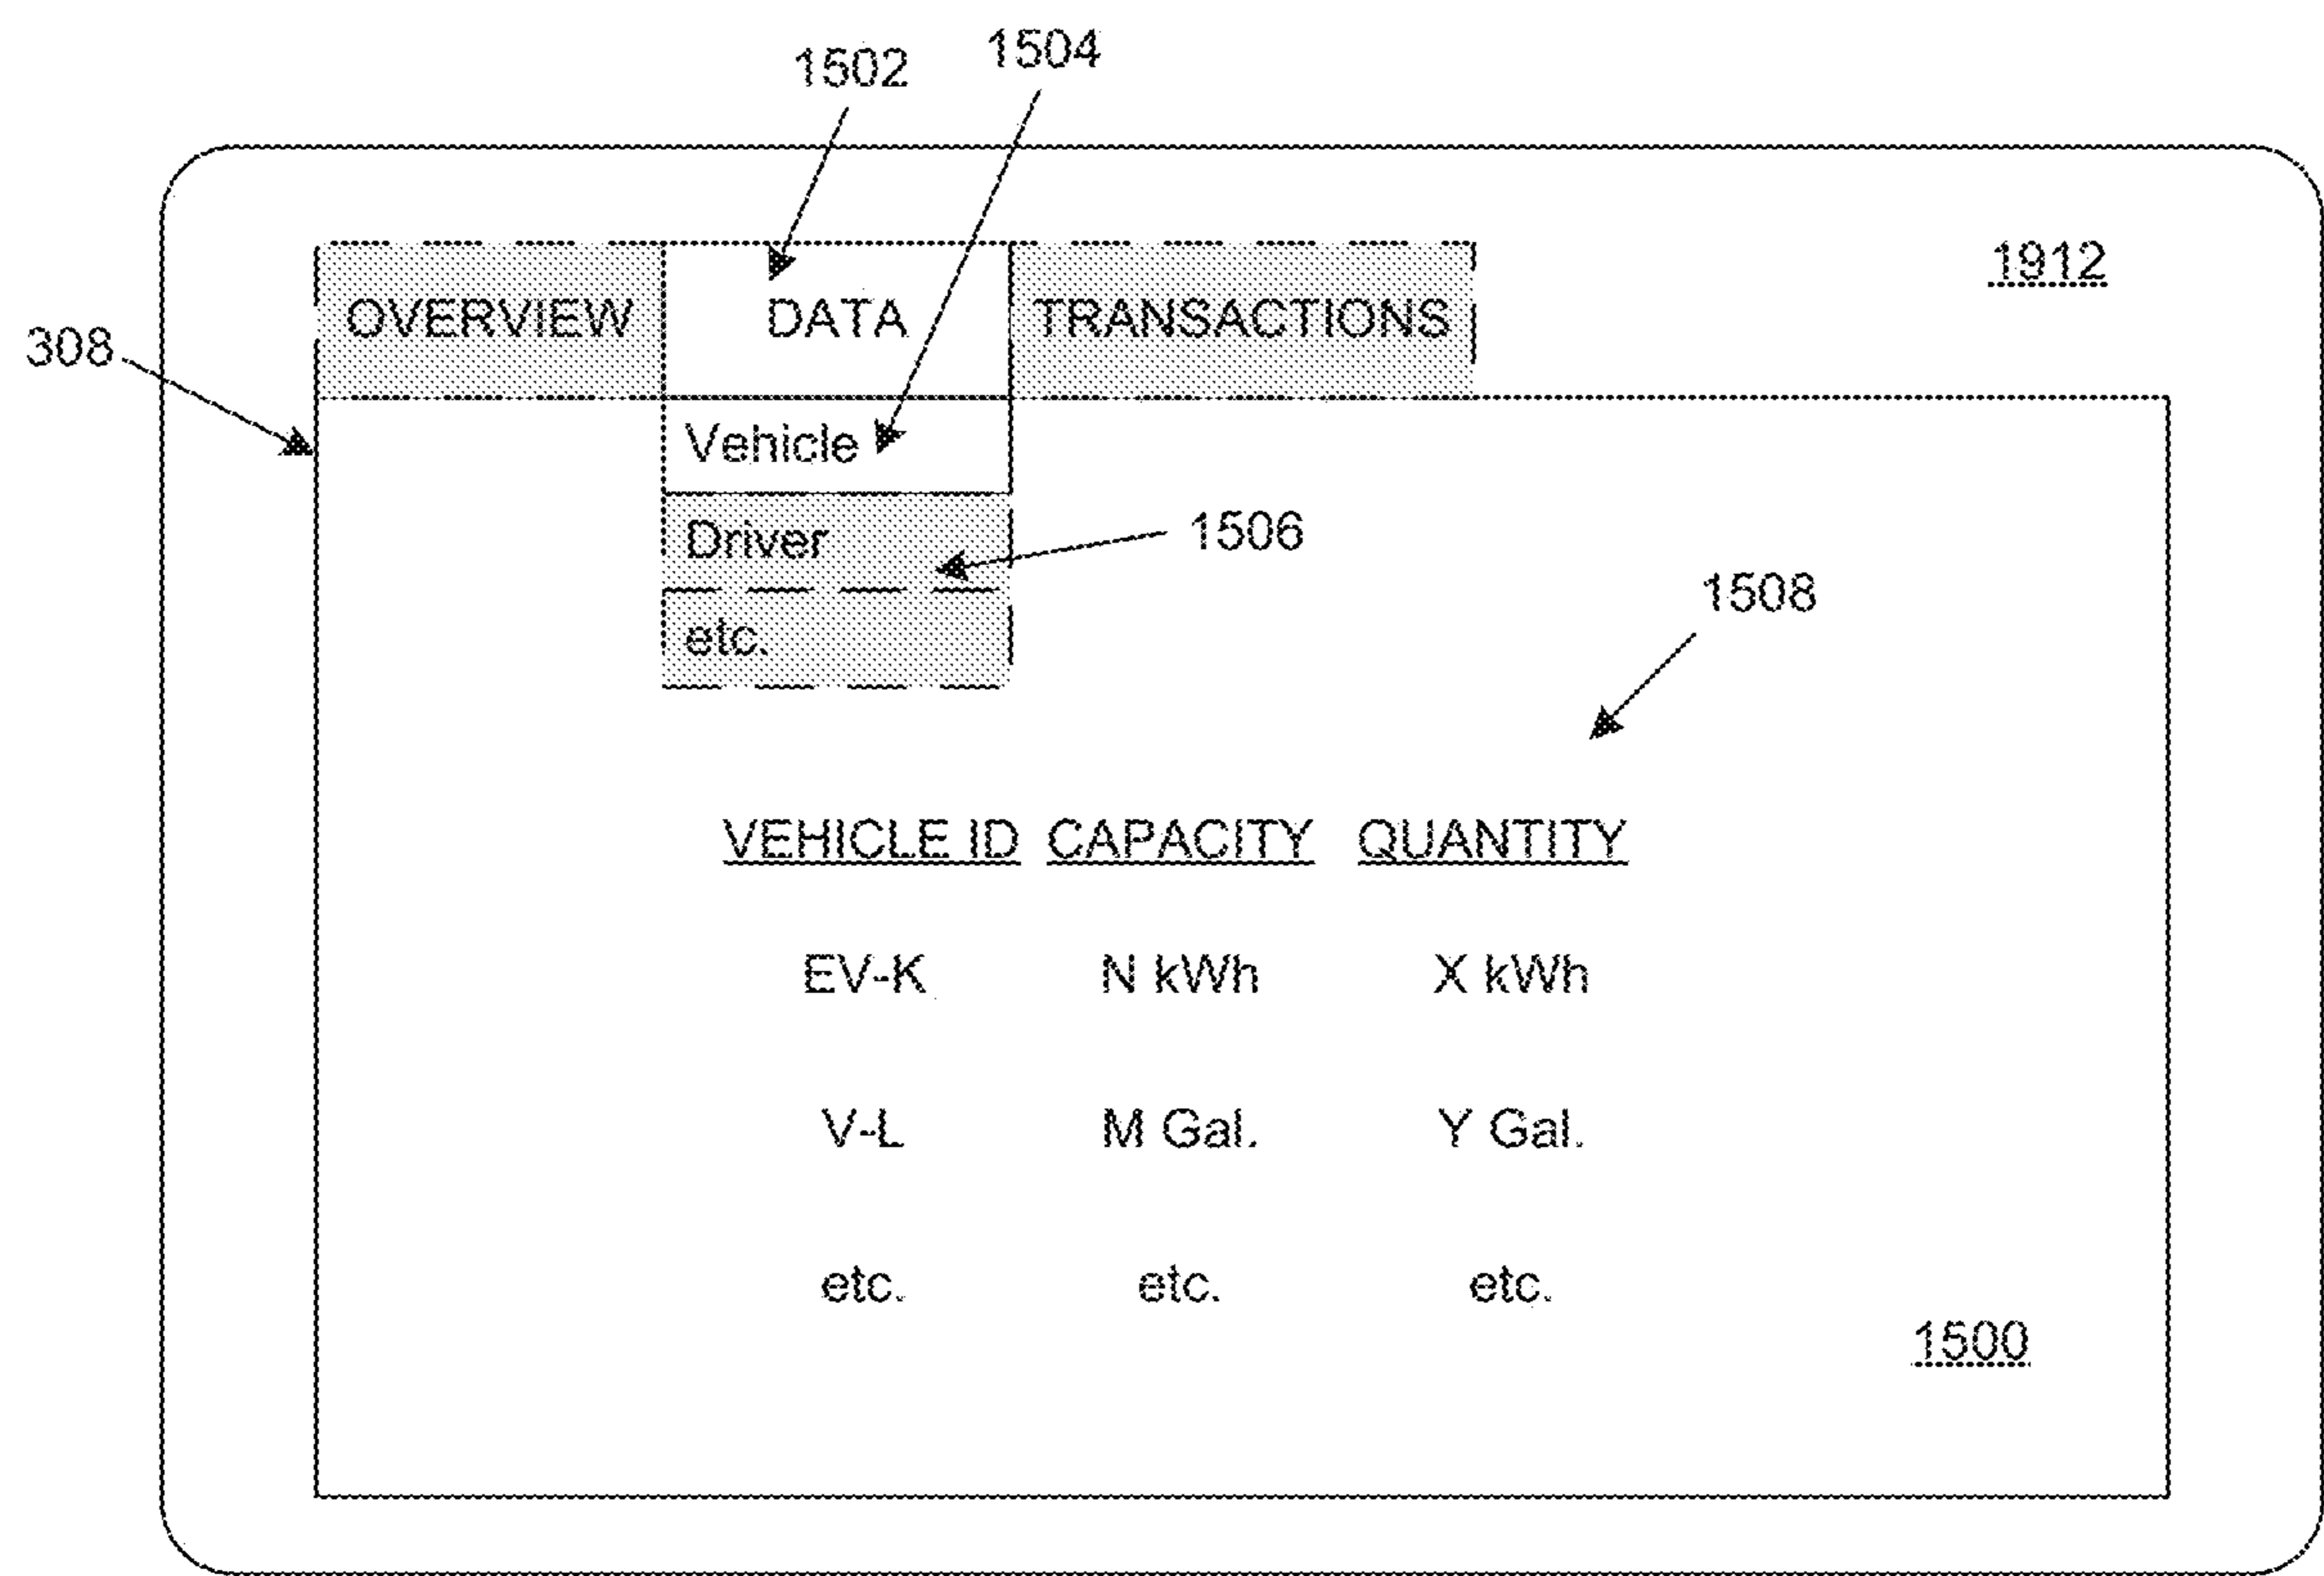 1502
1504
1912
OVERVIEW DATA TRANSACTIONS
308
Vehicle
Driver
1506
etc.
1508
VEHICLE ID CAPACITY QUANTITY
EV-K N kWh X kWh
V-L M Gal. Y Gal.
etc. etc. etc.
1500